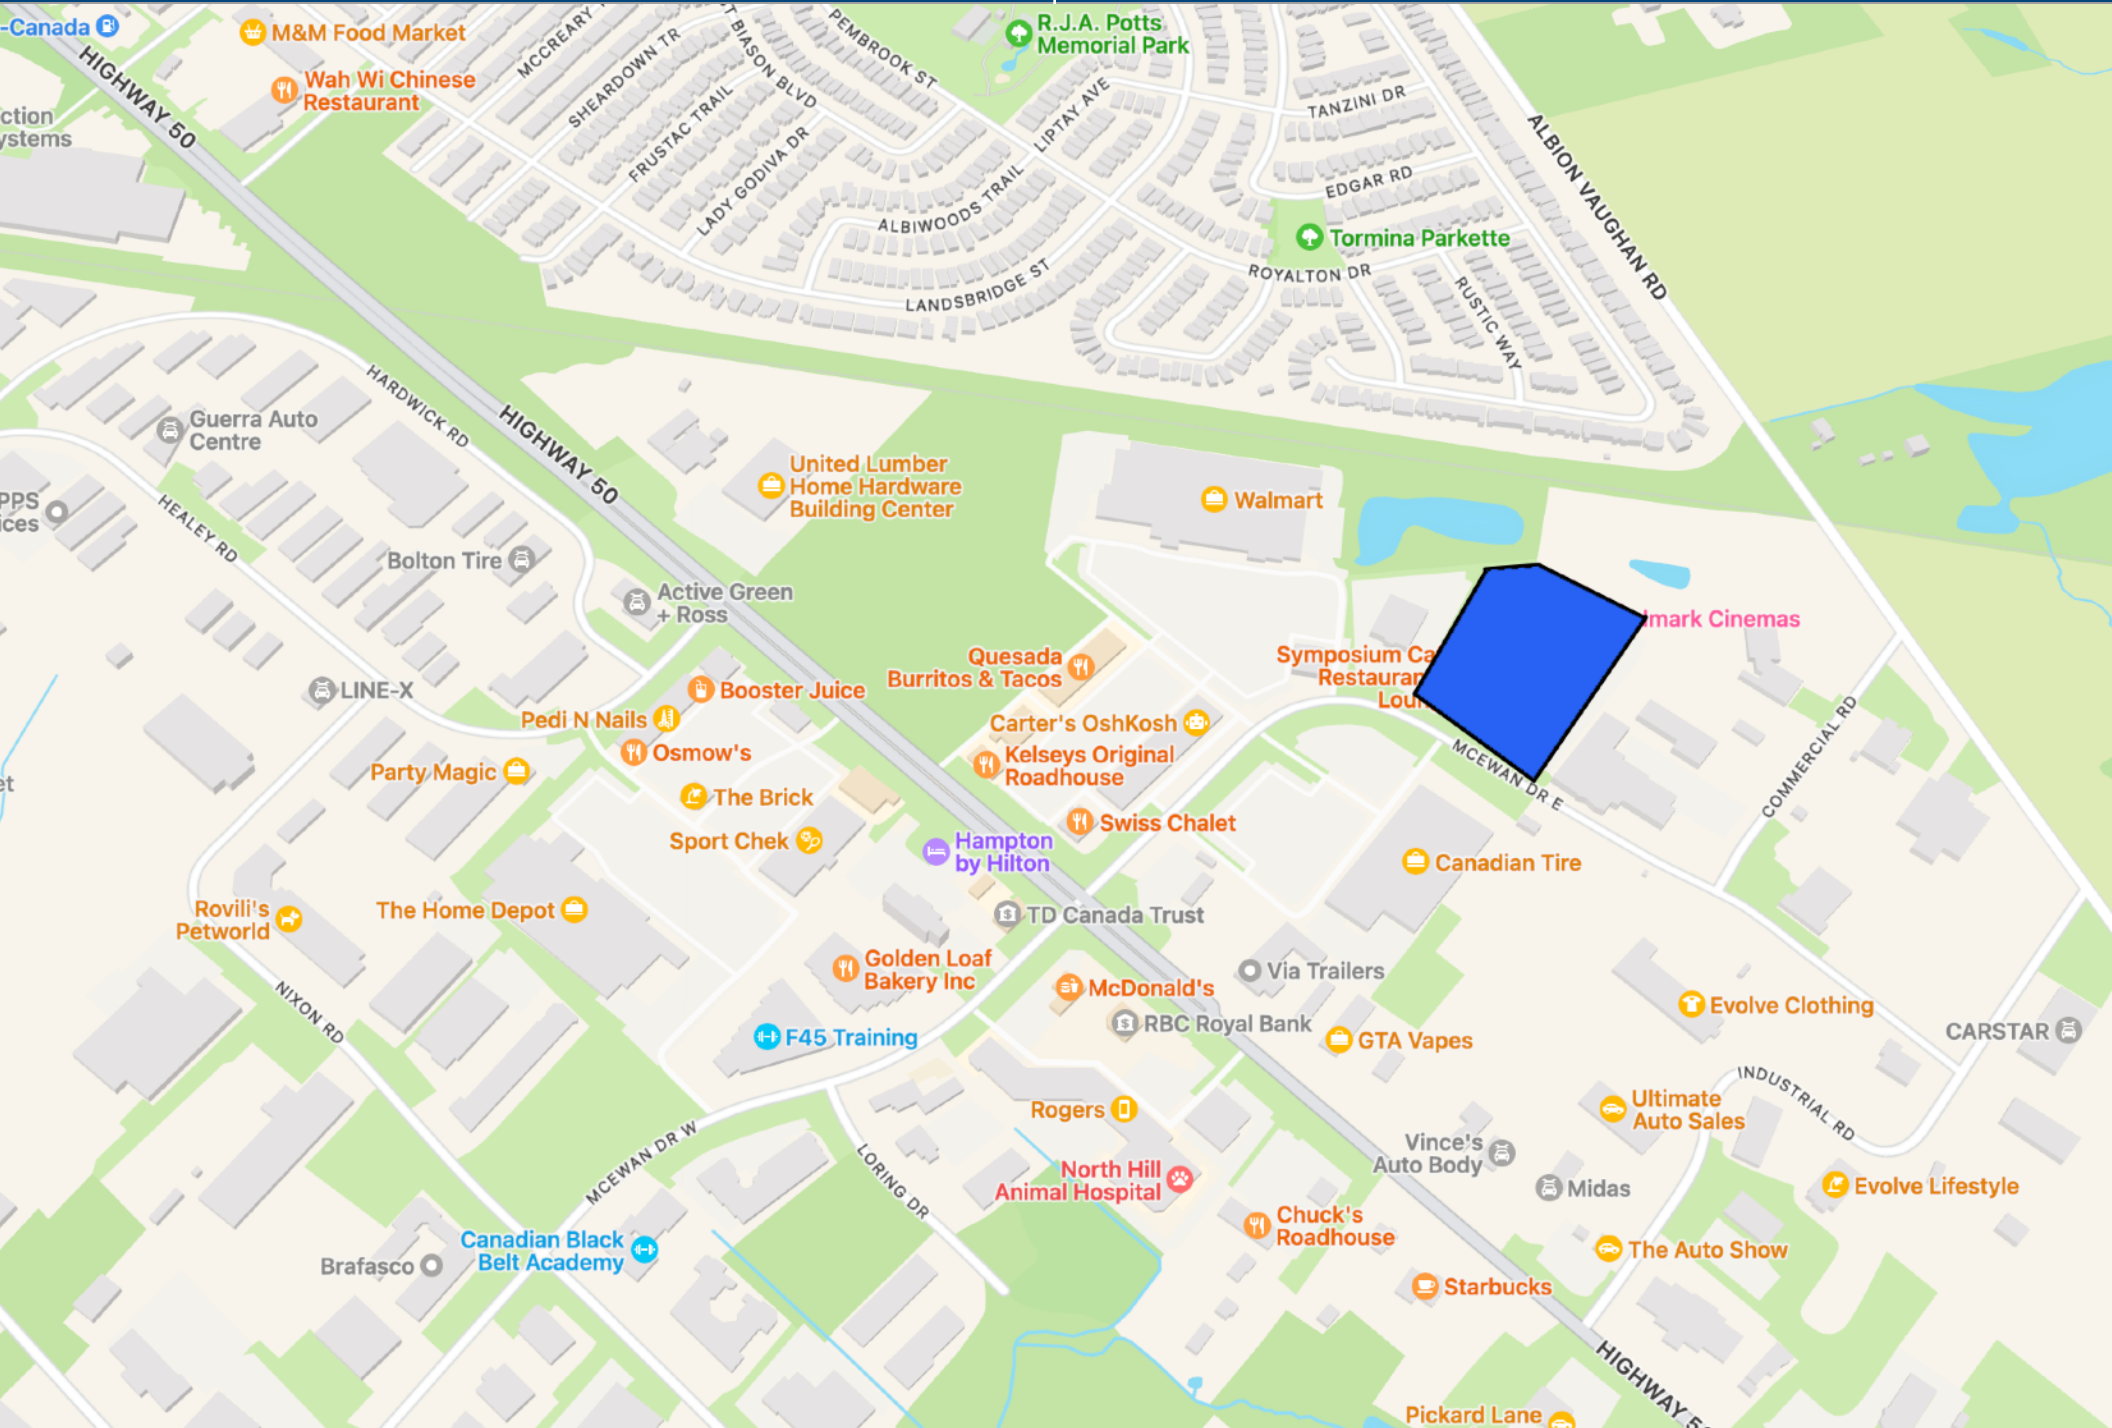 -Canada
M&M Food Market
HIGHWAY 50
Wah Wi Chinese
Restaurant
MCCREARY
SHEARDOWN TR
BIASON BLVD
PEMBROOK ST
R.J.A. Potts
Memorial Park
FRUSTAC TRAIL
LADY GODIVA DR
LIPTAY AVE
TANZINI DR
ALBION VAUGHAN RD
EDGAR RD
ALBIWOODS TRAIL
Tormina Parkette
ROYALTON DR
LANDSBRIDGE ST
RUSTIC WAY
ction
ystems
HARDWICK RD
Guerra Auto
Centre
HIGHWAY 50
United Lumber
Home Hardware
Building Center
Walmart
PPS
ices
HEALEY RD
Bolton Tire
Active Green
+ Ross
lmark Cinemas
Quesada
Burritos & Tacos
Symposium Ca
Restauran
Loun
LINE-X
Booster Juice
Pedi N Nails
Carter's OshKosh
Osmow's
Kelseys Original
Roadhouse
MCEWAN DR E
COMMERCIAL RD
Party Magic
The Brick
et
Swiss Chalet
Sport Chek
Hampton
by Hilton
Canadian Tire
Rovili's
Petworld
The Home Depot
TD Canada Trust
Golden Loaf
Bakery Inc
Via Trailers
McDonald's
Evolve Clothing
NIXON RD
RBC Royal Bank
F45 Training
GTA Vapes
CARSTAR
INDUSTRIAL RD
Rogers
Ultimate
Auto Sales
MCEWAN DR W
LORING DR
Vince's
Auto Body
North Hill
Animal Hospital
Midas
Evolve Lifestyle
Chuck's
Roadhouse
Canadian Black
Belt Academy
Brafasco
The Auto Show
Starbucks
HIGHWAY 50
Pickard Lane